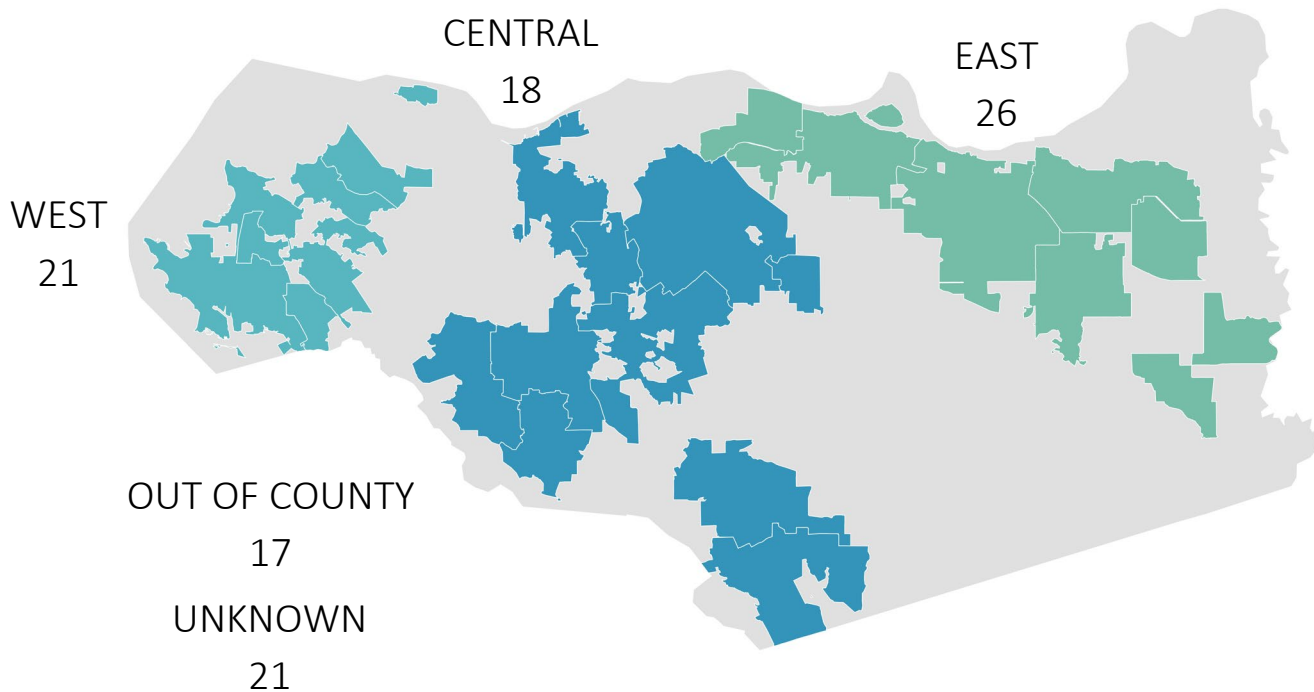 CENTRAL
18
EAST
26
WEST
21
OUT OF COUNTY
17
UNKNOWN
21